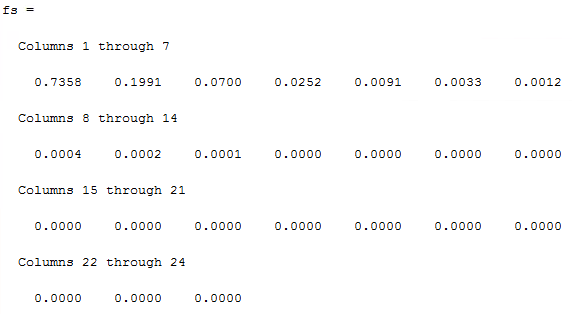 fs =
Columns 1 through 7
0.7358 0.1991 0.0700 0.0252 0.0091 0.0033 0.0012
Columns 8 through 14
0.0004 0.0002 0.0001 0.0000 0.0000 0.0000 0.0000
Columns 15 through 21
0.0000 0.0000 0.0000 0.0000 0.0000 0.0000 0.0000
Columns 22 through 24
0.0000 0.0000 0.0000